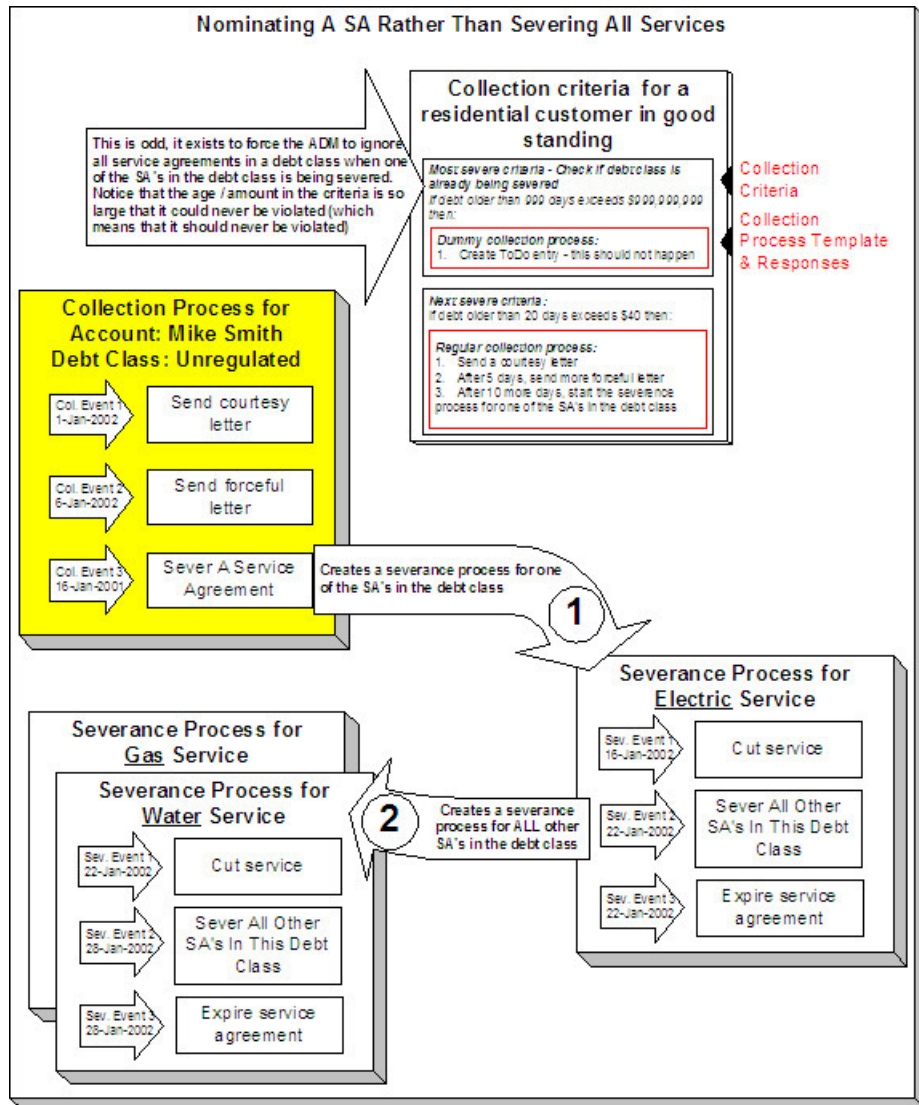 Nominating A SA Rather Than Severing All Services
This is odd, it exists to force the ADM to ignore
all service agreements in a debt class when one
of the SA's in the debt class is being severed.
Notice that the age / amount in the criteria is so
large that it could never be violated (which
means that it should never be violated)
Collection criteria for a
residential customer in good
standing
Most severe criteria - Check if debt class is
already being severed
If debt older than 999 days exceeds $999,999,999
then:
Dummy collection process:
1. Create ToDo entry - this should not happen
Next severe criteria:
If debt older than 20 days exceeds $40 then:
Regular collection process:
1. Send a courtesy letter
2. After 5 days, send more forceful letter
3. After 10 more days, start the severence
process for one of the SA's in the debt class
Collection
Criteria
Collection
Process Template
& Responses
Collection Process for
Account: Mike Smith
Debt Class: Unregulated
Col. Event 1
1-Jan-2002
Send courtesy
letter
Col. Event 2
6-Jan-2002
Send forceful
letter
Col. Event 3
16-Jan-2001
Sever A Service
Agreement
Creates a severance process for one
of the SA's in the debt class
1
Severance Process for
Electric Service
Sev. Event 1
16-Jan-2002
Cut service
Sev. Event 2
22-Jan-2002
Sever All Other
SA's In This Debt
Class
Sev. Event 3
22-Jan-2002
Expire service
agreement
2
Creates a severance
process for ALL other
SA's in the debt class
Severance Process for
Gas Service
Severance Process for
Water Service
Sev. Event 1
22-Jan-2002
Cut service
Sev. Event 2
28-Jan-2002
Sever All Other
SA's In This Debt
Class
Sev. Event 3
28-Jan-2002
Expire service
agreement